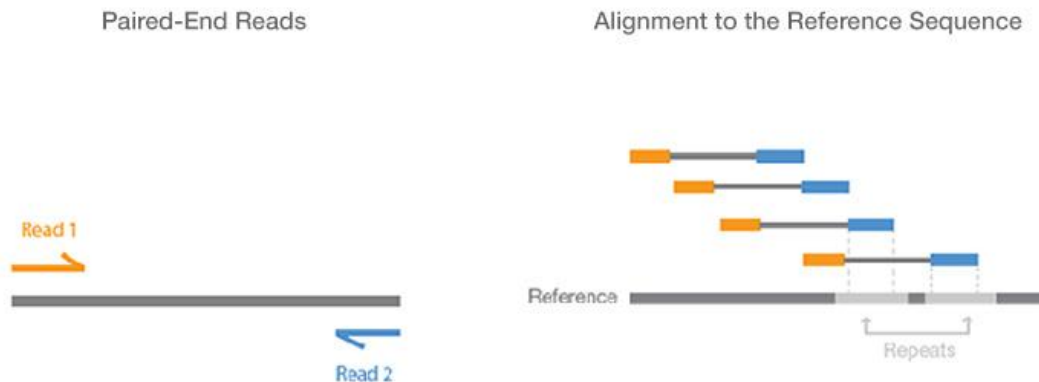 Paired-End Reads
Alignment to the Reference Sequence
Read 1
Read 2
Reference
Repeats